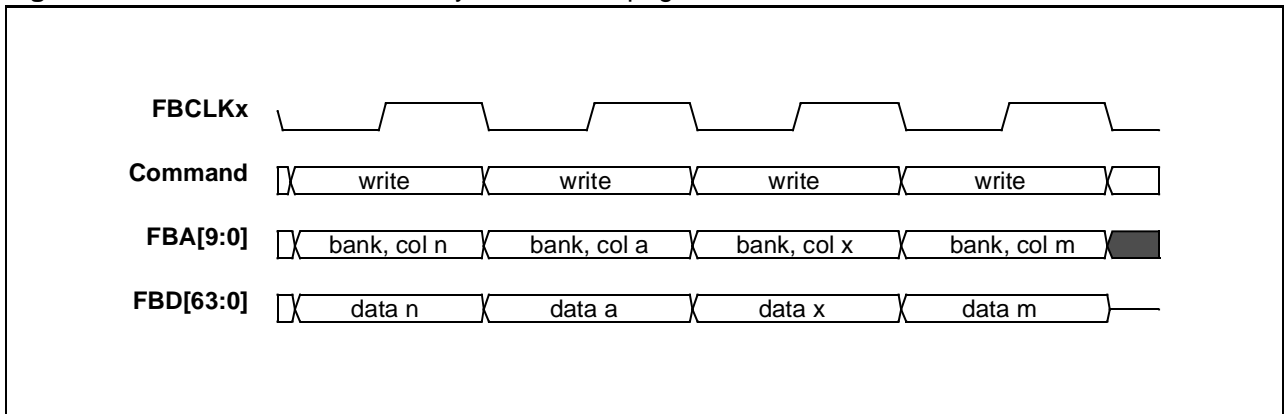 FBCLKx
Command write write write write
FBA[9:0] bank, col n bank, col a bank, col x bank, col m
FBD[63:0] data n data a data x data m